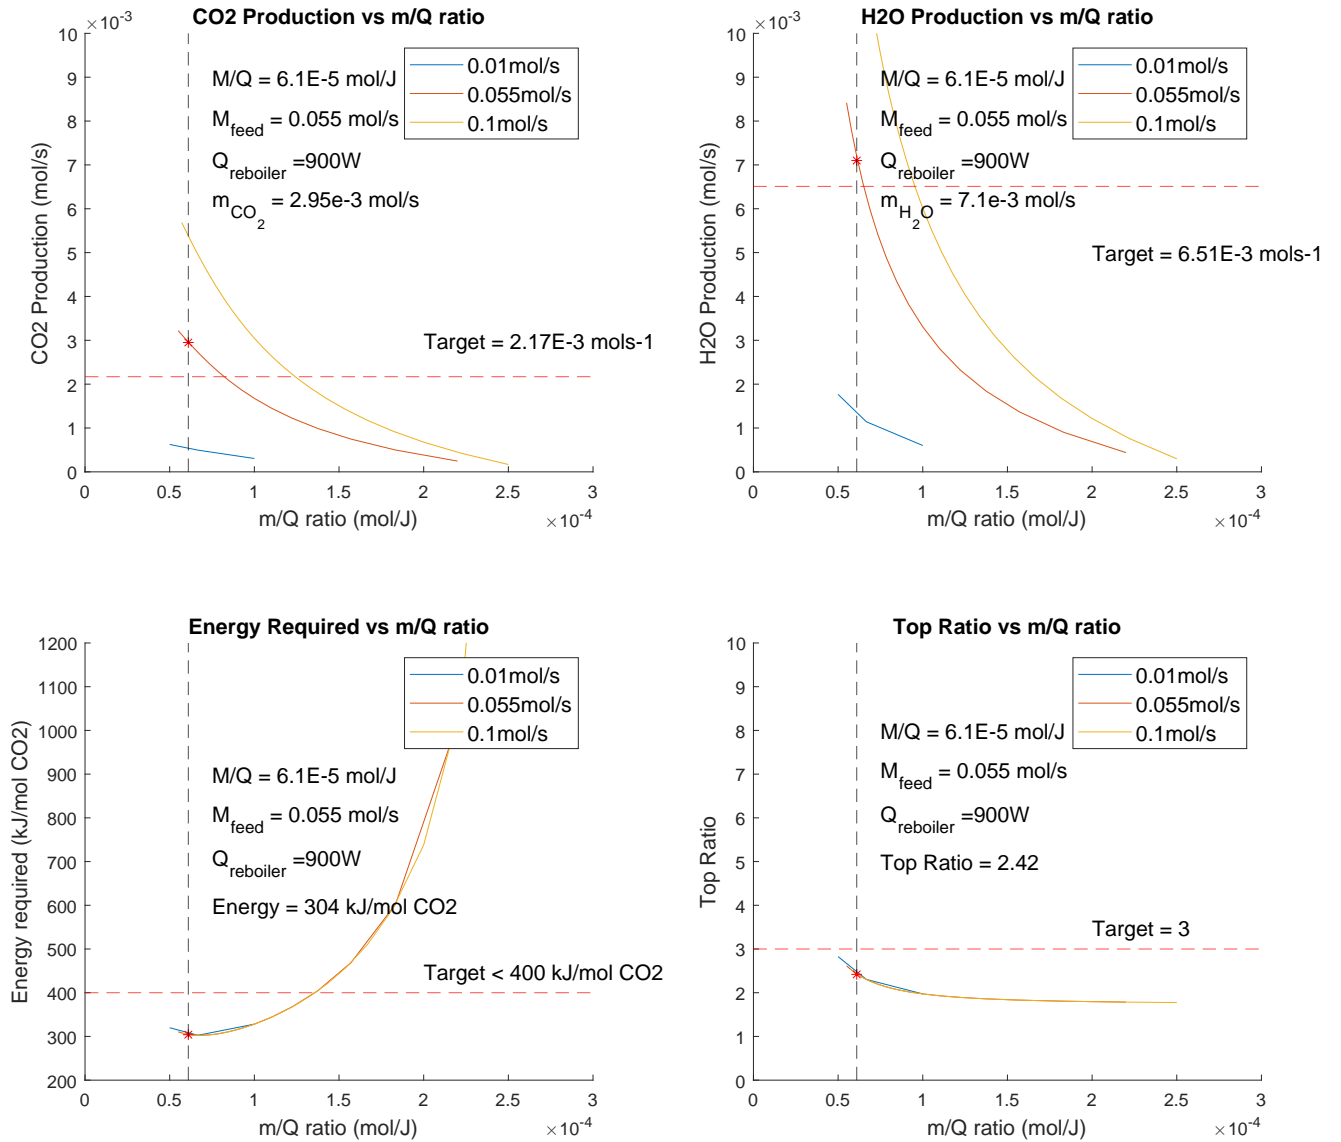 CO2 Production vs m/Q ratio
×10⁻³
CO2 Production (mol/s)
10
9
8
7
6
5
4
3
2
1
0
0.01mol/s
0.055mol/s
0.1mol/s
M/Q = 6.1E-5 mol/J
M_feed = 0.055 mol/s
Q_reboiler =900W
m_CO₂ = 2.95e-3 mol/s
Target = 2.17E-3 mols-1
0 0.5 1 1.5 2 2.5 3
m/Q ratio (mol/J)
×10⁻⁴
H2O Production vs m/Q ratio
×10⁻³
H2O Production (mol/s)
10
9
8
7
6
5
4
3
2
1
0
0.01mol/s
0.055mol/s
0.1mol/s
M/Q = 6.1E-5 mol/J
M_feed = 0.055 mol/s
Q_reboiler =900W
m_H₂O = 7.1e-3 mol/s
Target = 6.51E-3 mols-1
0 0.5 1 1.5 2 2.5 3
m/Q ratio (mol/J)
×10⁻⁴
Energy Required vs m/Q ratio
Energy required (kJ/mol CO2)
1200
1100
1000
900
800
700
600
500
400
300
200
0.01mol/s
0.055mol/s
0.1mol/s
M/Q = 6.1E-5 mol/J
M_feed = 0.055 mol/s
Q_reboiler =900W
Energy = 304 kJ/mol CO2
Target < 400 kJ/mol CO2
0 0.5 1 1.5 2 2.5 3
m/Q ratio (mol/J)
×10⁻⁴
Top Ratio vs m/Q ratio
Top Ratio
10
9
8
7
6
5
4
3
2
1
0
0.01mol/s
0.055mol/s
0.1mol/s
M/Q = 6.1E-5 mol/J
M_feed = 0.055 mol/s
Q_reboiler =900W
Top Ratio = 2.42
Target = 3
0 0.5 1 1.5 2 2.5 3
m/Q ratio (mol/J)
×10⁻⁴